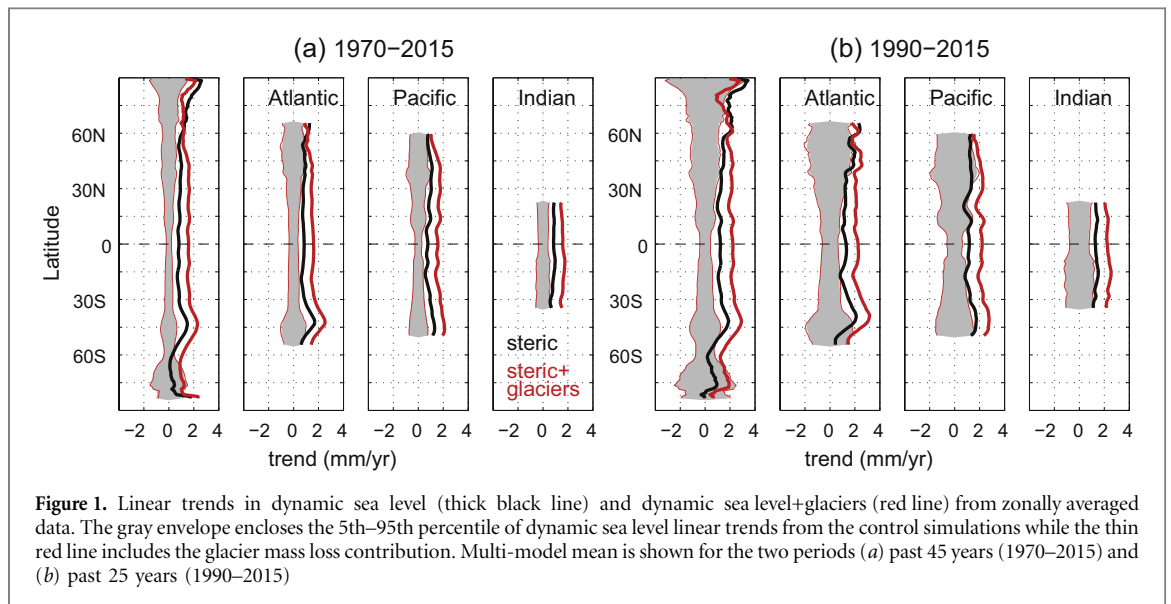 (a) 1970−2015
(b) 1990−2015
Atlantic
Pacific
Indian
Atlantic
Pacific
Indian
60N
30N
0
30S
60S
Latitude
60N
30N
0
30S
60S
steric
steric+
glaciers
−2 0 2 4
−2 0 2 4
−2 0 2 4
−2 0 2 4
−2 0 2 4
−2 0 2 4
−2 0 2 4
−2 0 2 4
trend (mm/yr)
trend (mm/yr)
Figure 1. Linear trends in dynamic sea level (thick black line) and dynamic sea level+glaciers (red line) from zonally averaged
data. The gray envelope encloses the 5th–95th percentile of dynamic sea level linear trends from the control simulations while the thin
red line includes the glacier mass loss contribution. Multi-model mean is shown for the two periods (a) past 45 years (1970–2015) and
(b) past 25 years (1990–2015)